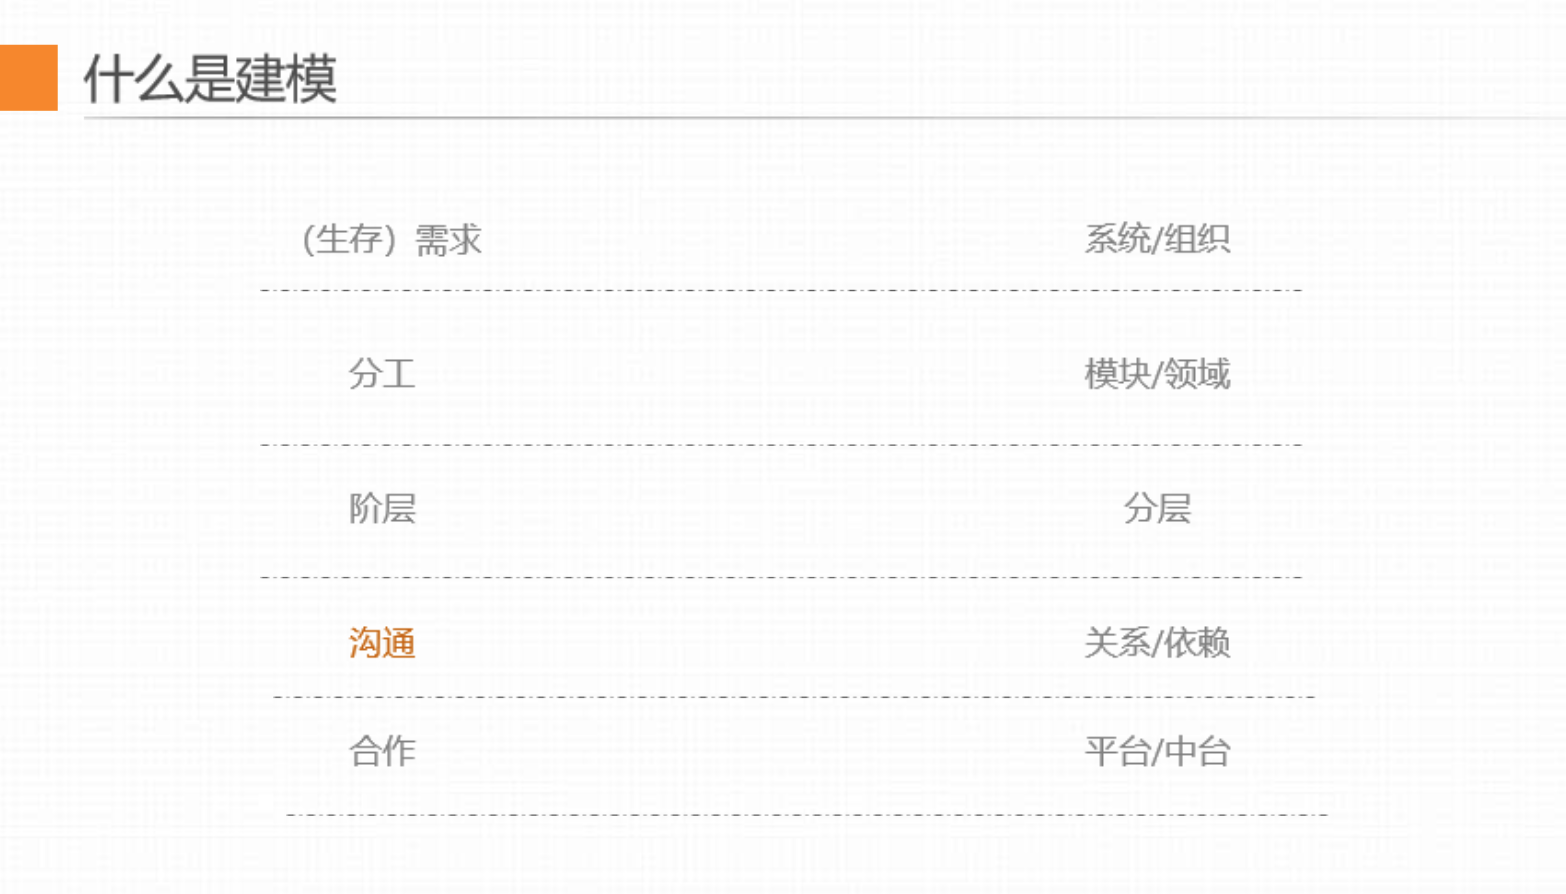 什么是建模
（生存）需求 系统/组织
分工 模块/领域
阶层 分层
沟通 关系/依赖
合作 平台/中台